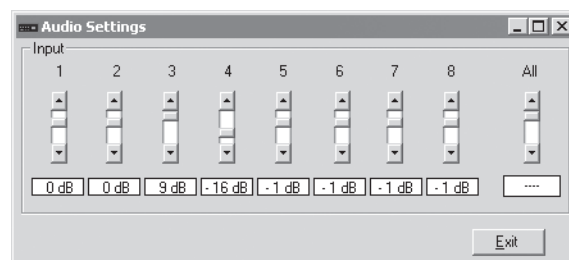 Audio Settings
Input
1 2 3 4 5 6 7 8 All
0 dB 0 dB 9 dB - 16 dB - 1 dB - 1 dB - 1 dB - 1 dB ----
Exit